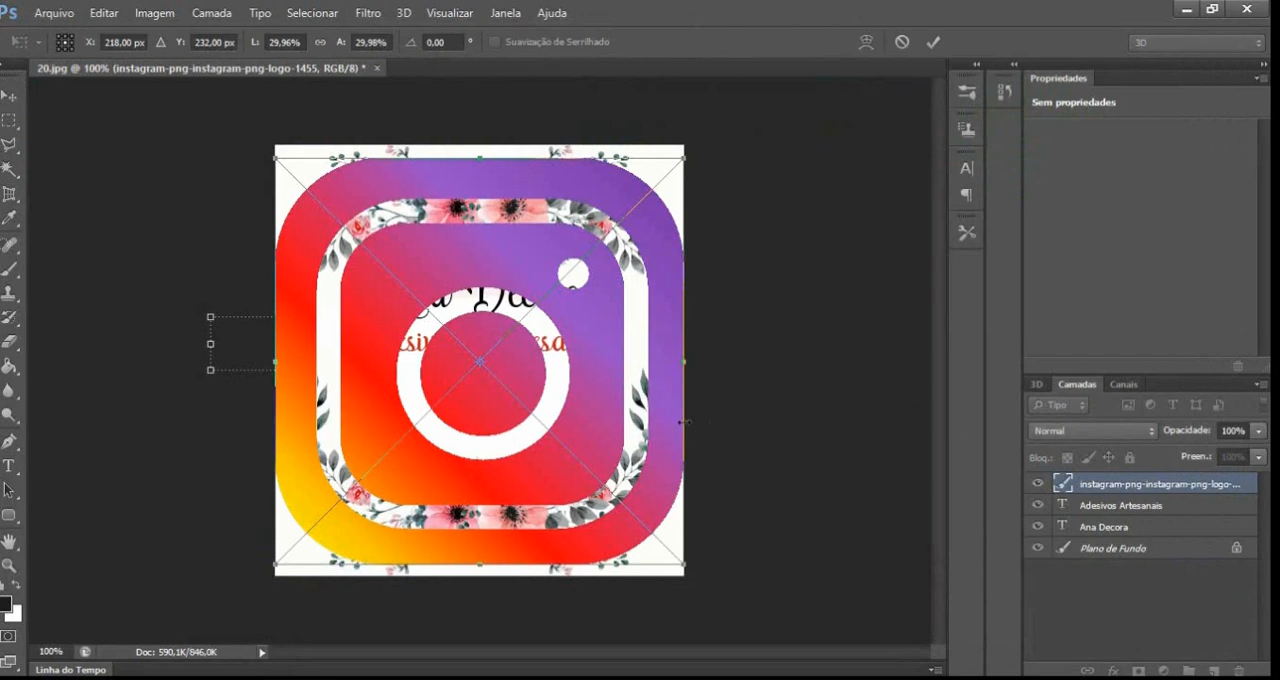 Ps Arquivo Editar Imagem Camada Tipo Selecionar Filtro 3D Visualizar Janela Ajuda
X: 218,00 px Y: 232,00 px L: 29,96% A: 29,98% 0,00 ° Suavização de Serrilhado 3D
20.jpg @ 100% (instagram-png-instagram-png-logo-1455, RGB/8) * ×
Propriedades
Sem propriedades
3D Camadas Canais
Tipo
Normal Opacidade: 100%
Bloq.: Preen.: 100%
instagram-png-instagram-png-logo-...
T Adesivos Artesanais
T Ana Decora
Plano de Fundo
100% Doc: 590,1K/846,0K
Linha do Tempo